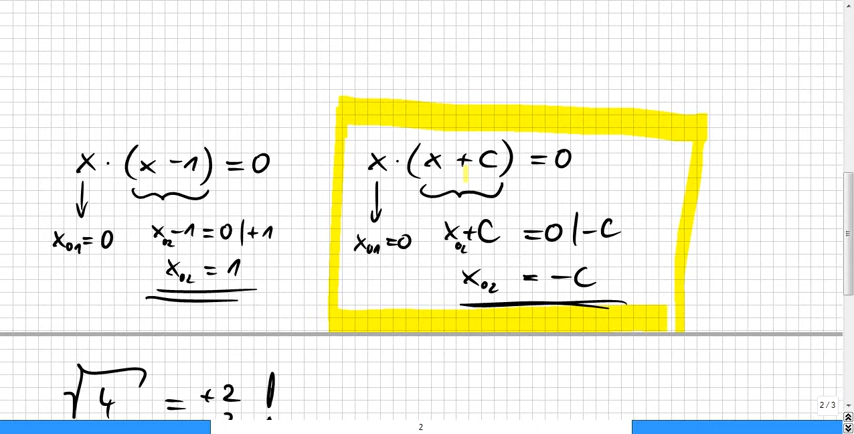 x · (x - 1) = 0
x₀₁ = 0
x₀₂ - 1 = 0 | + 1
x₀₂ = 1
x · (x + C) = 0
x₀₁ = 0
x₀₂ + C = 0 | - C
x₀₂ = - C
√4 = +2 !
2 / 3
2